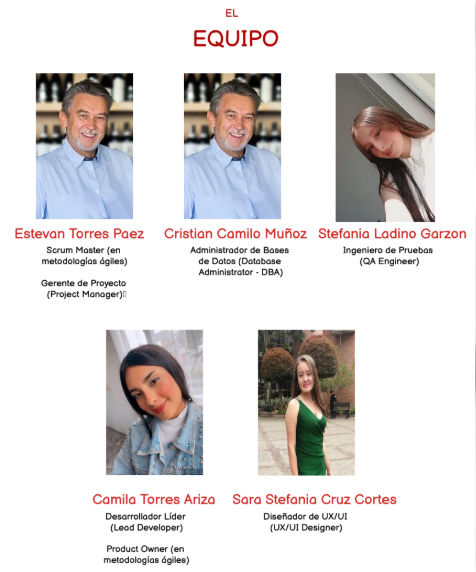 EL
EQUIPO
Estevan Torres Paez
Scrum Master (en
metodologías ágiles)
Gerente de Proyecto
(Project Manager)
Cristian Camilo Muñoz
Administrador de Bases
de Datos (Database
Administrator - DBA)
Stefania Ladino Garzon
Ingeniero de Pruebas
(QA Engineer)
Camila Torres Ariza
Desarrollador Líder
(Lead Developer)
Product Owner (en
metodologías ágiles)
Sara Stefania Cruz Cortes
Diseñador de UX/UI
(UX/UI Designer)